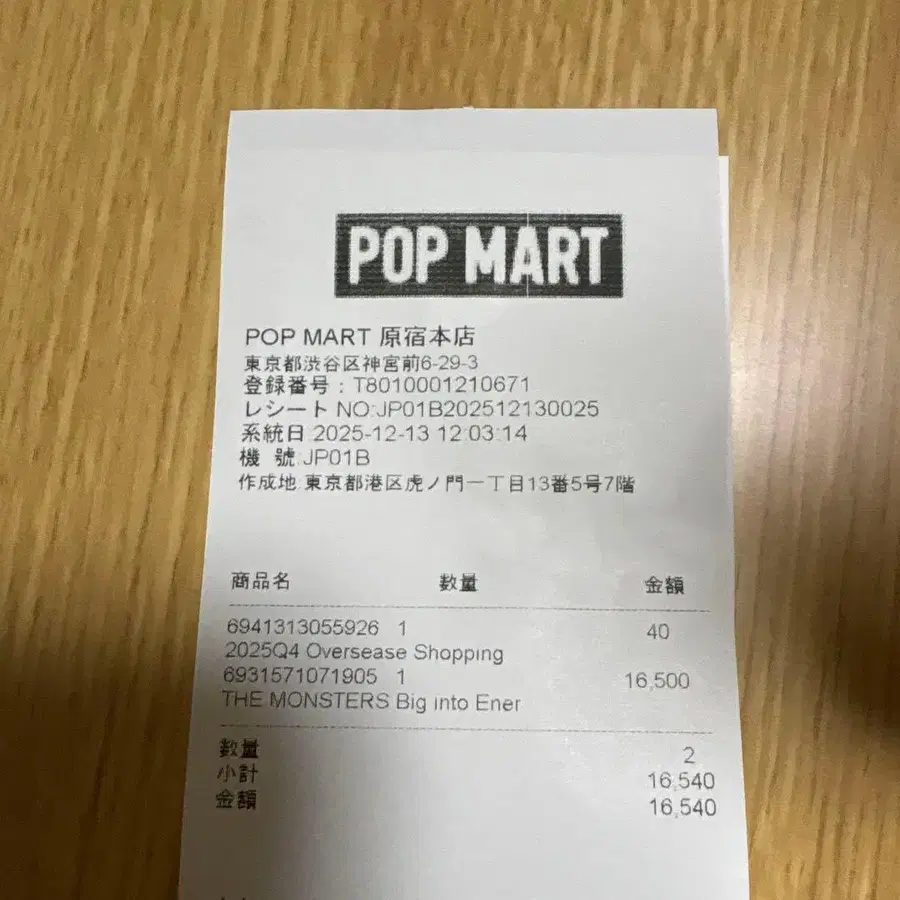 POP MART
POP MART 原宿本店
東京都渋谷区神宮前6-29-3
登録番号：T8010001210671
レシート NO:JP01B202512130025
系統日:2025-12-13 12:03:14
機 號:JP01B
作成地:東京都港区虎ノ門一丁目13番5号7階
商品名 数量 金額
6941313055926 1 40
2025Q4 Oversease Shopping
6931571071905 1 16,500
THE MONSTERS Big into Ener
数量 2
小計 16,540
金額 16,540